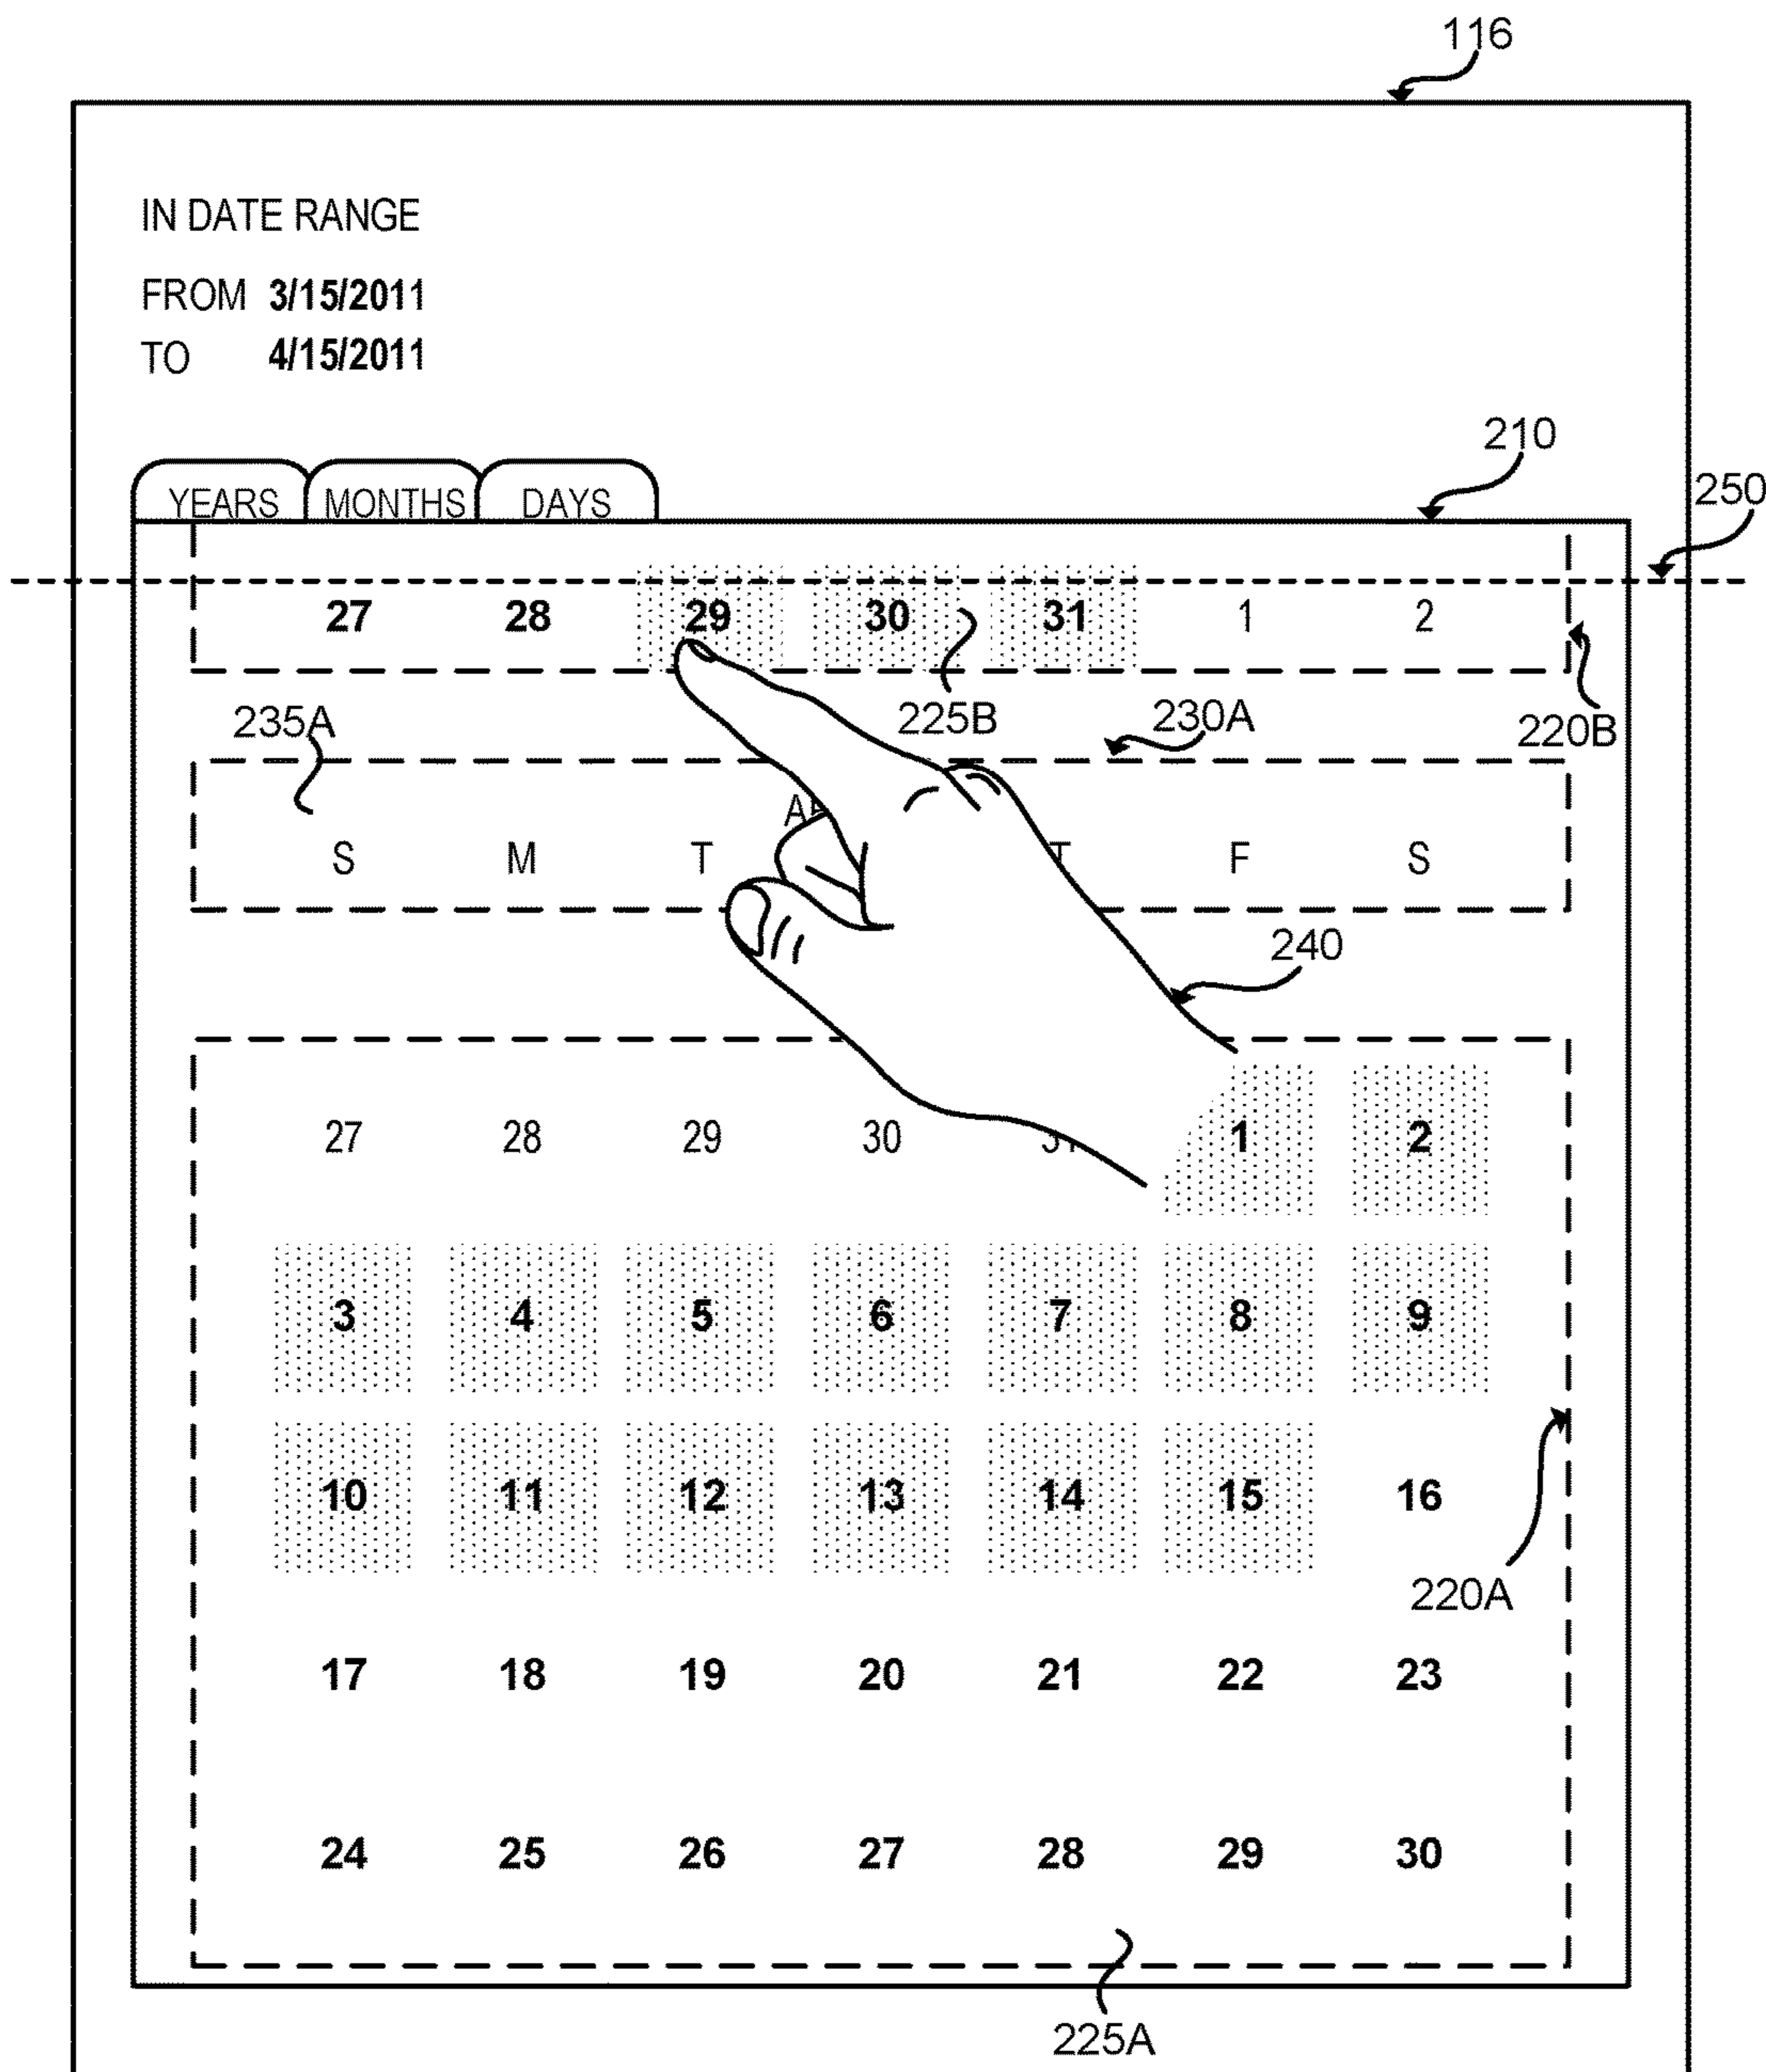 116
IN DATE RANGE
FROM 3/15/2011
TO 4/15/2011
210
250
YEARS MONTHS DAYS
27 28 29 30 31 1 2
235A 225B 230A 220B
S M T T F S
240
27 28 29 30 31 1 2
3 4 5 6 7 8 9
10 11 12 13 14 15 16
220A
17 18 19 20 21 22 23
24 25 26 27 28 29 30
225A